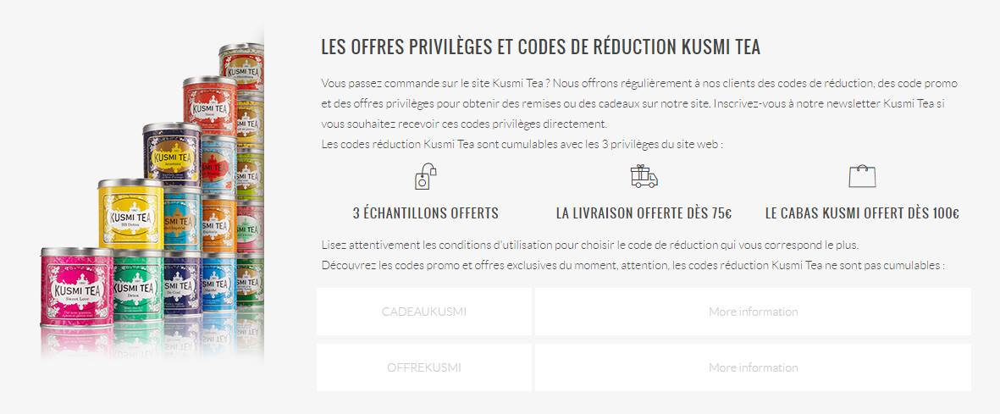 LES OFFRES PRIVILÈGES ET CODES DE RÉDUCTION KUSMI TEA
Vous passez commande sur le site Kusmi Tea ? Nous offrons régulièrement à nos clients des codes de réduction, des code promo
et des offres privilèges pour obtenir des remises ou des cadeaux sur notre site. Inscrivez-vous à notre newsletter Kusmi Tea si
vous souhaitez recevoir ces codes privilèges directement.
Les codes réduction Kusmi Tea sont cumulables avec les 3 privilèges du site web :
3 ÉCHANTILLONS OFFERTS
LA LIVRAISON OFFERTE DÈS 75€
LE CABAS KUSMI OFFERT DÈS 100€
Lisez attentivement les conditions d'utilisation pour choisir le code de réduction qui vous correspond le plus.
Découvrez les codes promo et offres exclusives du moment, attention, les codes réduction Kusmi Tea ne sont pas cumulables :
CADEAUKUSMI
More information
OFFREKUSMI
More information
KUSMI TEA
KUSMI TEA
KUSMI TEA
KUSMI TEA
BB Detox
KUSMI TEA
Sweet Love
KUSMI TEA
Detox